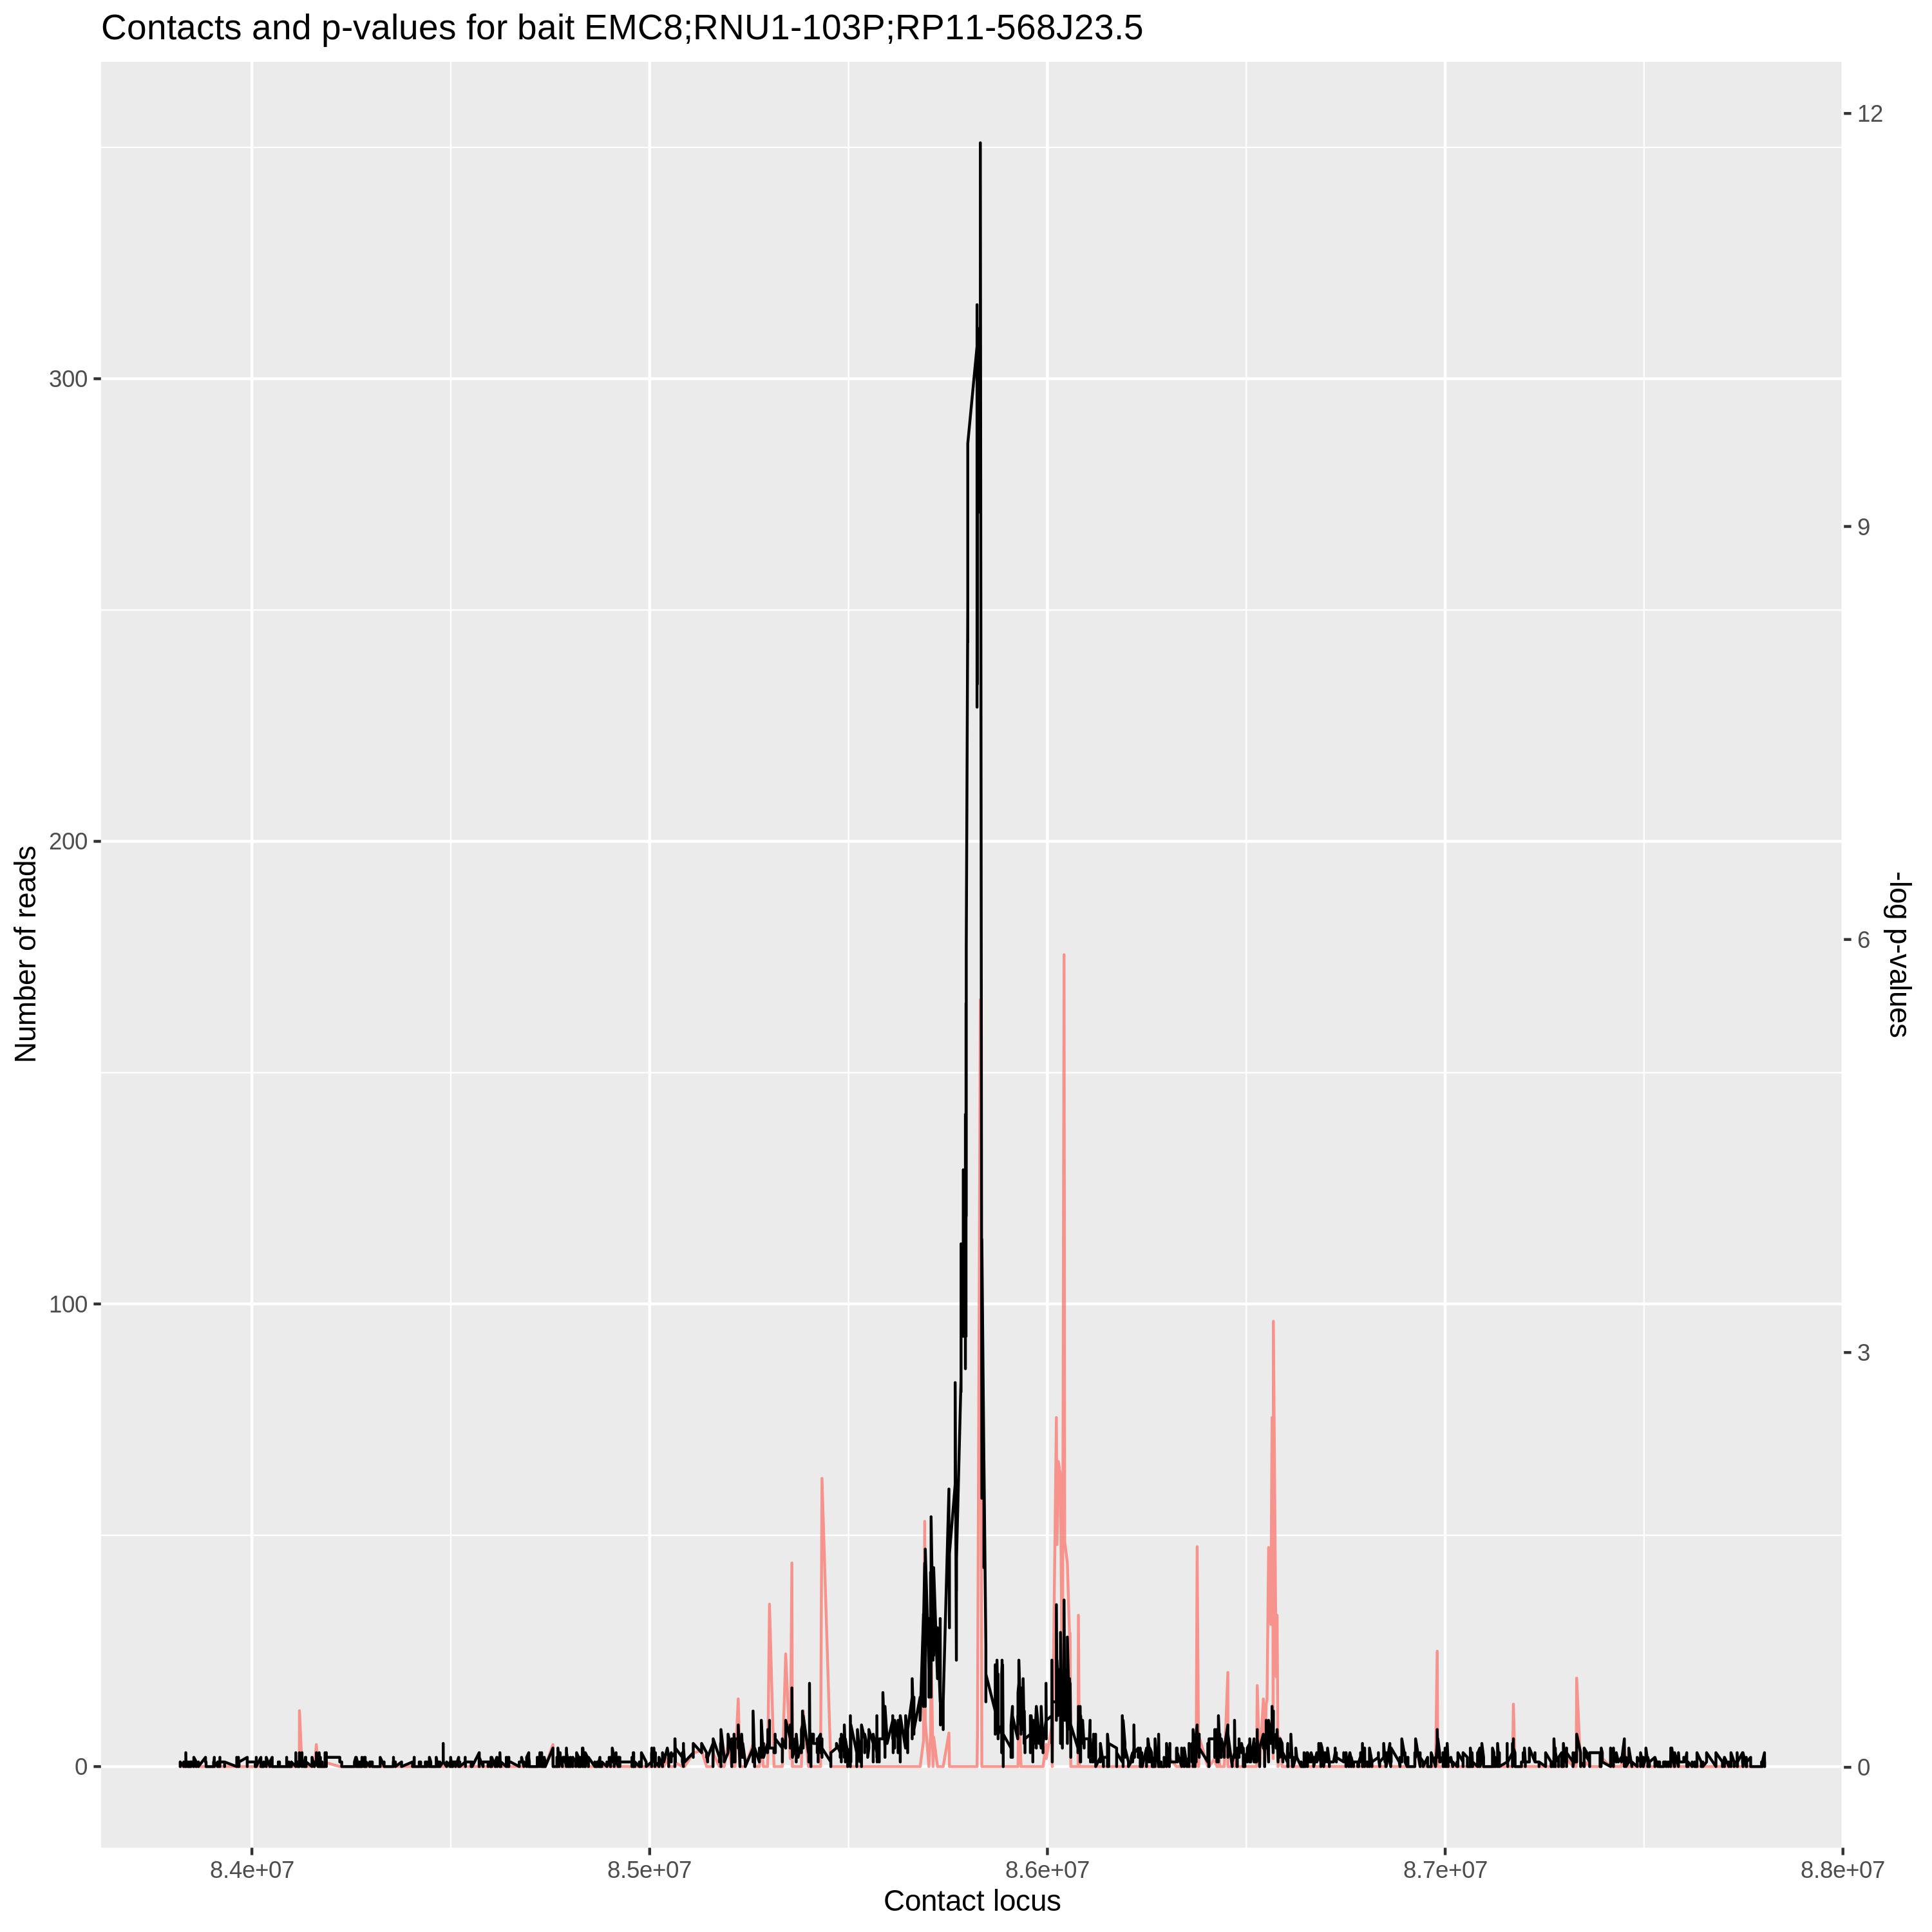 Contacts and p-values for bait EMC8;RNU1-103P;RP11-568J23.5
12
300
9
200
6
100
3
0
0
Number of reads
-log p-values
8.4e+07 8.5e+07 8.6e+07 8.7e+07 8.8e+07
Contact locus